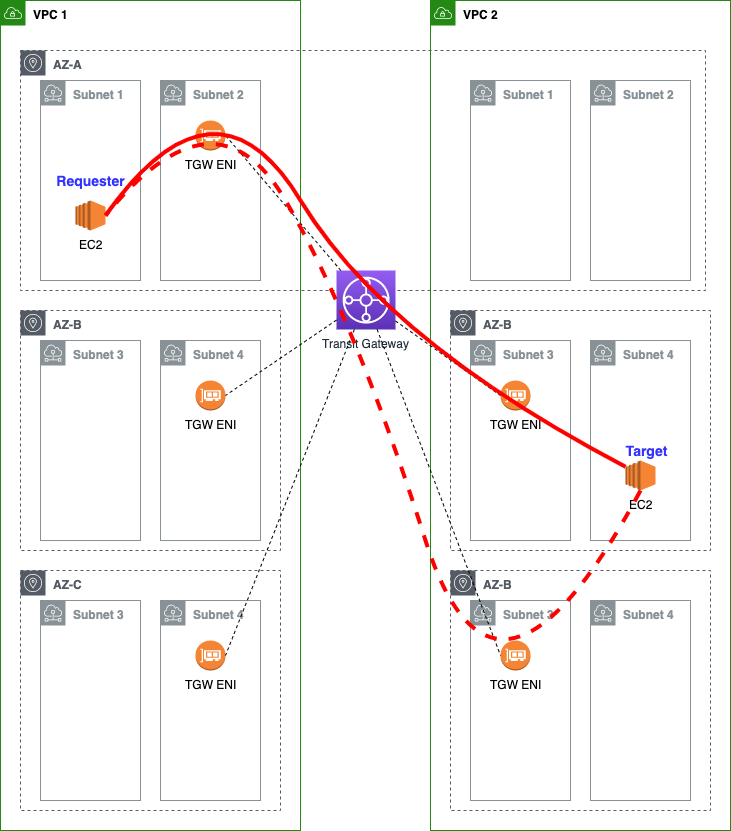 VPC 1
VPC 2
AZ-A
Subnet 1
Subnet 2
Subnet 1
Subnet 2
TGW ENI
Requester
EC2
Transit Gateway
AZ-B
Subnet 3
Subnet 4
TGW ENI
AZ-B
Subnet 3
Subnet 4
TGW ENI
Target
EC2
AZ-C
Subnet 3
Subnet 4
TGW ENI
AZ-B
Subnet 3
Subnet 4
TGW ENI